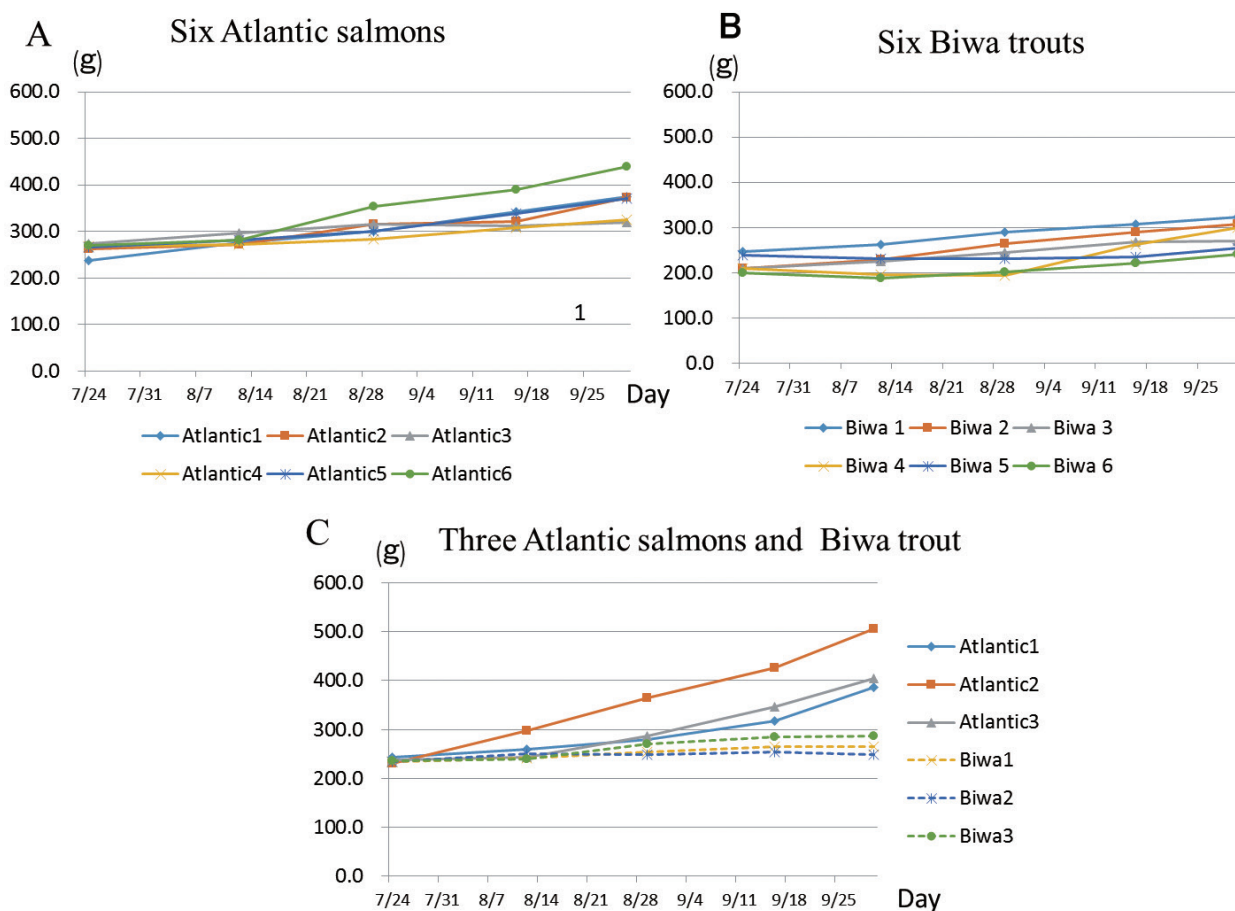 A Six Atlantic salmons
(g)
600.0
500.0
400.0
300.0
200.0
100.0
0.0
1
7/24 7/31 8/7 8/14 8/21 8/28 9/4 9/11 9/18 9/25 Day
Atlantic1 Atlantic2 Atlantic3
Atlantic4 Atlantic5 Atlantic6
B Six Biwa trouts
(g)
600.0
500.0
400.0
300.0
200.0
100.0
0.0
7/24 7/31 8/7 8/14 8/21 8/28 9/4 9/11 9/18 9/25
Biwa 1 Biwa 2 Biwa 3
Biwa 4 Biwa 5 Biwa 6
C (g) Three Atlantic salmons and Biwa trout
600.0
500.0
400.0
300.0
200.0
100.0
0.0
7/24 7/31 8/7 8/14 8/21 8/28 9/4 9/11 9/18 9/25 Day
Atlantic1
Atlantic2
Atlantic3
Biwa1
Biwa2
Biwa3